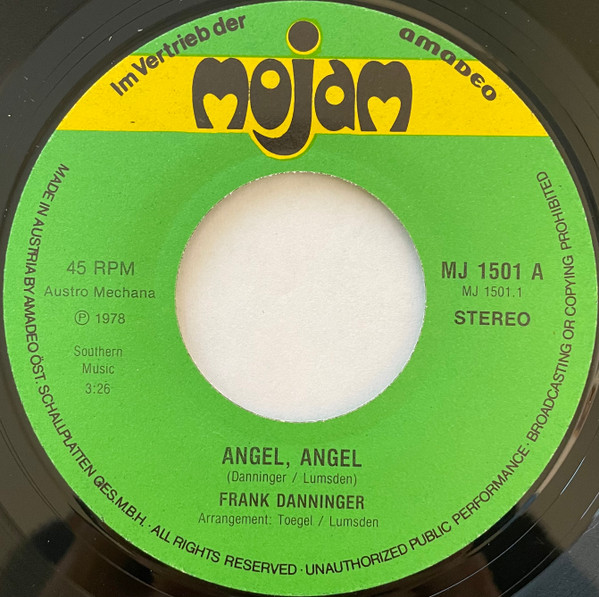 Im Vertrieb der
AMADEO
mojam
45 RPM
Austro Mechana
Ⓟ 1978
Southern
Music
3:26
MJ 1501 A
MJ 1501.1
STEREO
ANGEL, ANGEL
(Danninger / Lumsden)
FRANK DANNINGER
Arrangement: Toegel / Lumsden
MADE IN AUSTRIA BY AMADEO ÖST. SCHALLPLATTEN GES.M.B.H. · ALL RIGHTS RESERVED · UNAUTHORIZED PUBLIC PERFORMANCE · BROADCASTING OR COPYING PROHIBITED